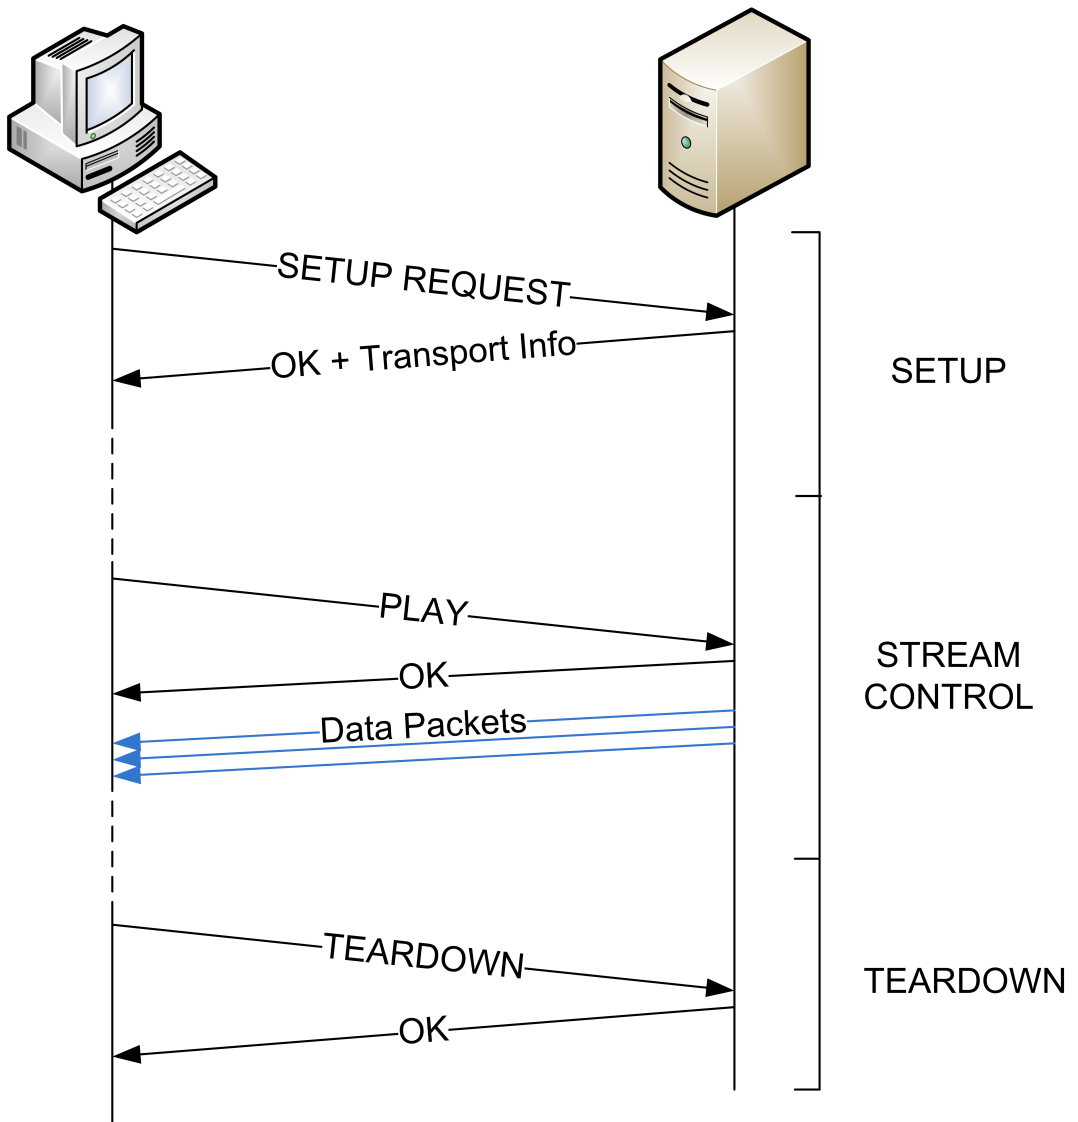 SETUP REQUEST
OK + Transport Info
SETUP
PLAY
OK
Data Packets
STREAM
CONTROL
TEARDOWN
OK
TEARDOWN